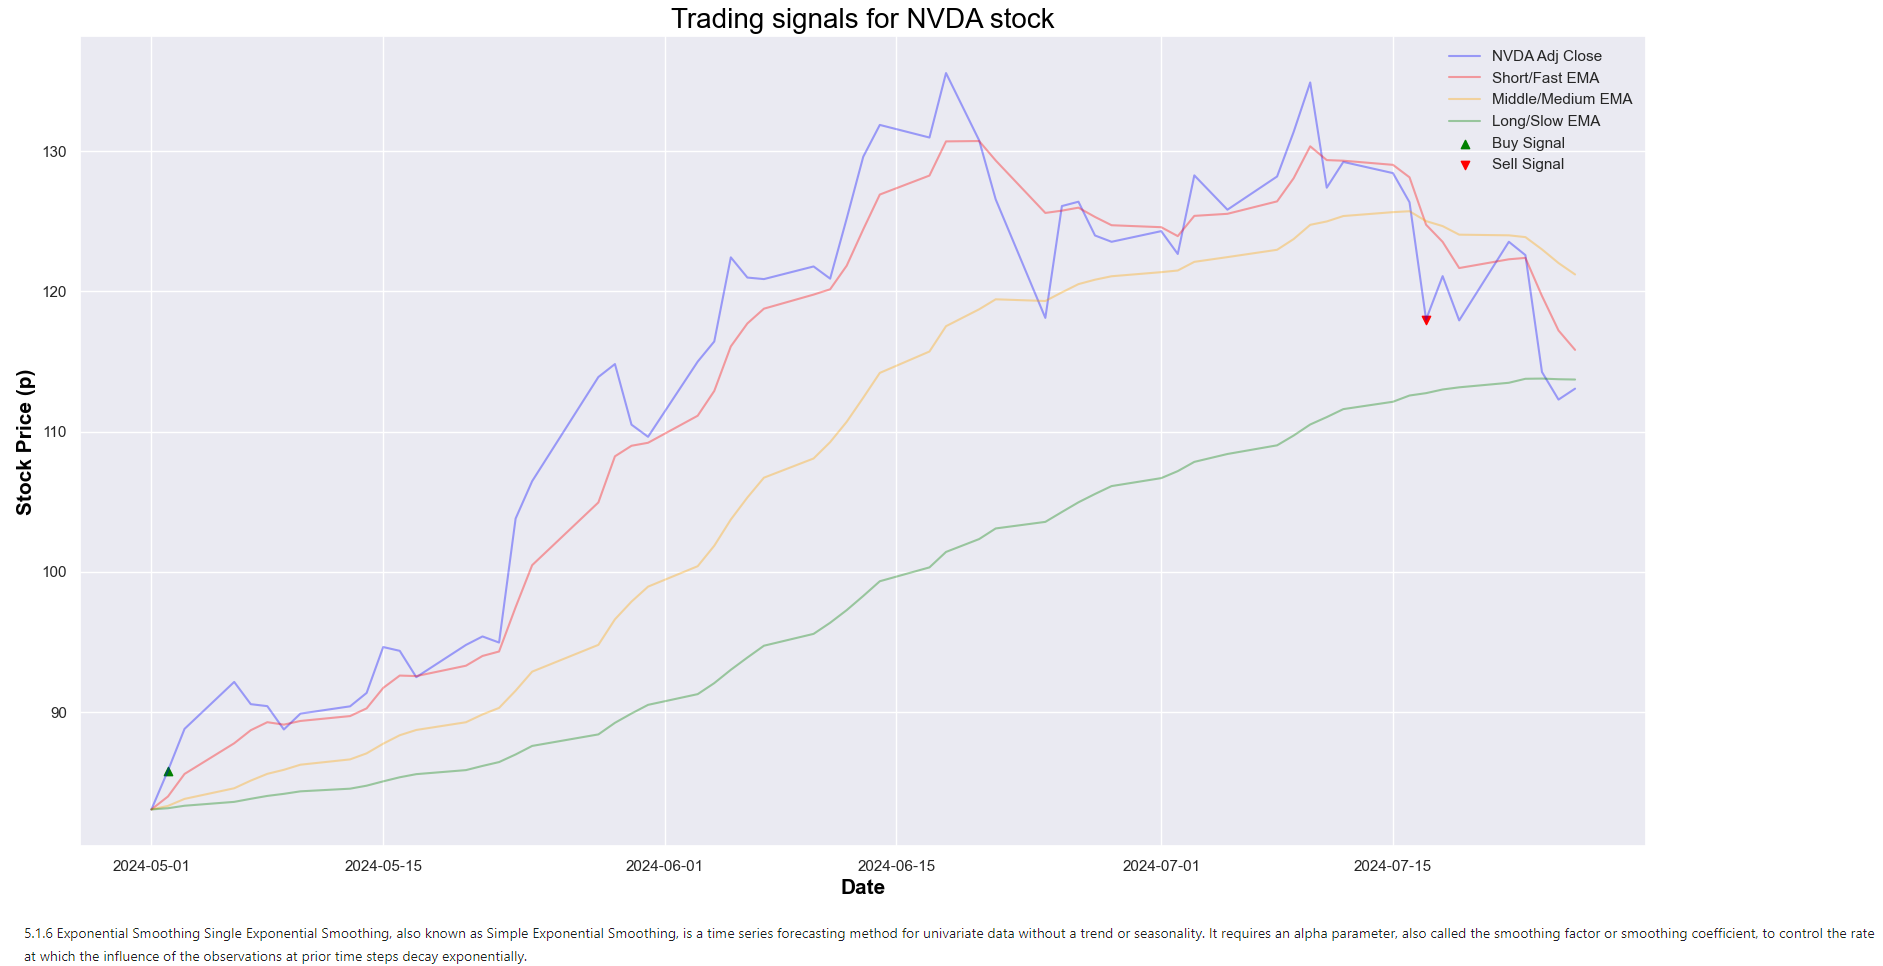 Trading signals for NVDA stock
NVDA Adj Close
Short/Fast EMA
Middle/Medium EMA
Long/Slow EMA
Buy Signal
Sell Signal
130
120
110
100
90
Stock Price (p)
2024-05-01 2024-05-15 2024-06-01 2024-06-15 2024-07-01 2024-07-15
Date
5.1.6 Exponential Smoothing Single Exponential Smoothing, also known as Simple Exponential Smoothing, is a time series forecasting method for univariate data without a trend or seasonality. It requires an alpha parameter, also called the smoothing factor or smoothing coefficient, to control the rate
at which the influence of the observations at prior time steps decay exponentially.